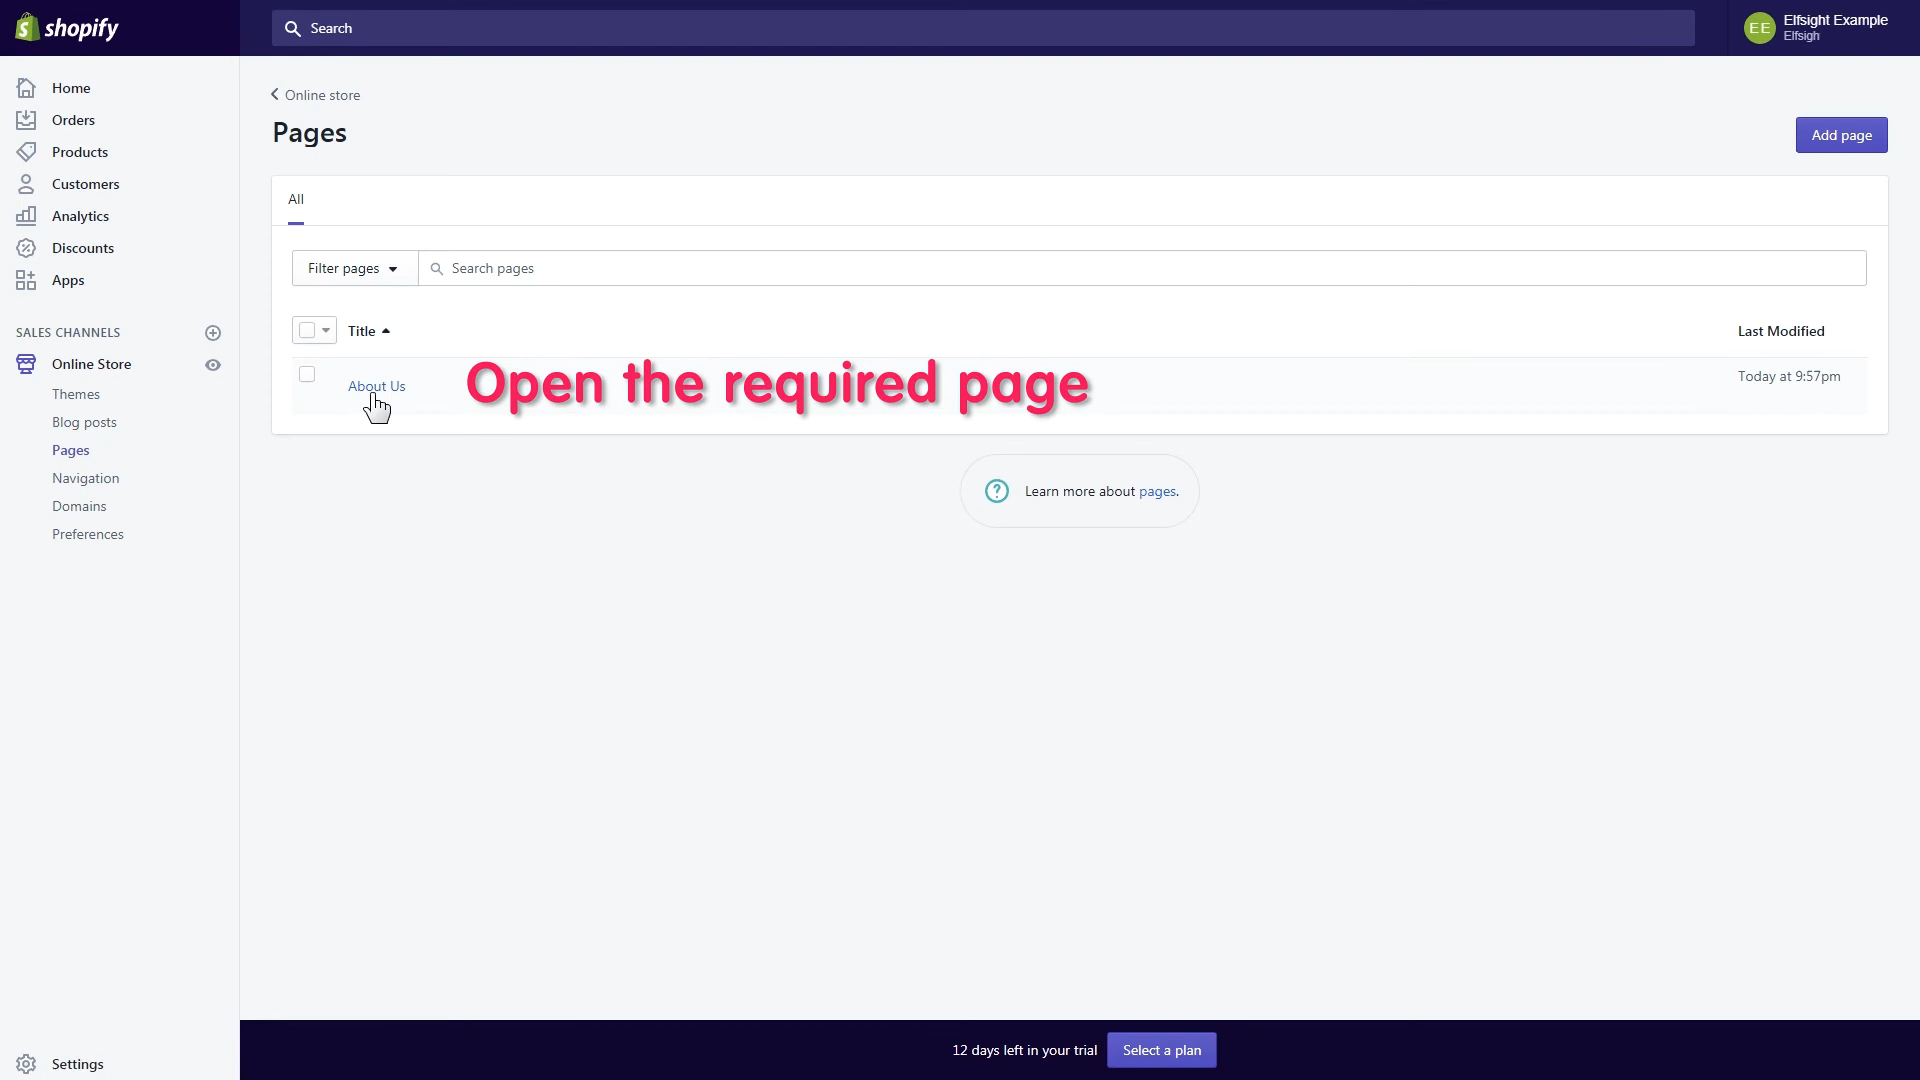 shopify
Search
EE
Elfsight Example
Elfsigh
Home
Orders
Products
Customers
Analytics
Discounts
Apps
SALES CHANNELS
Online Store
Themes
Blog posts
Pages
Navigation
Domains
Preferences
Settings
Online store
Pages
Add page
All
Filter pages
Search pages
Title
Last Modified
About Us
Open the required page
Today at 9:57pm
Learn more about pages.
12 days left in your trial
Select a plan